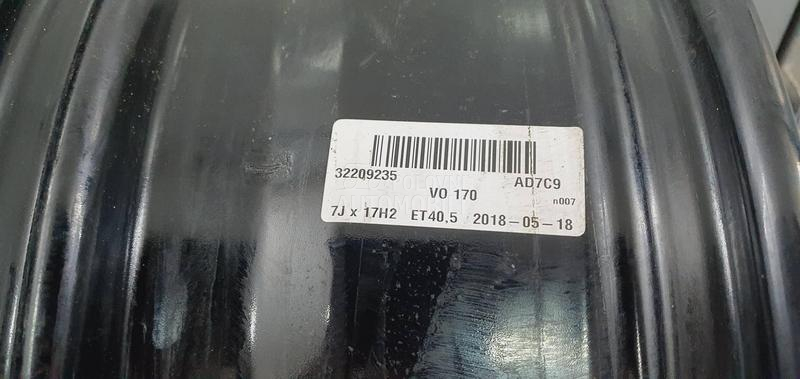 32209235 AD7C9
VO 170
n007
7J x 17H2 ET40.5 2018-05-18